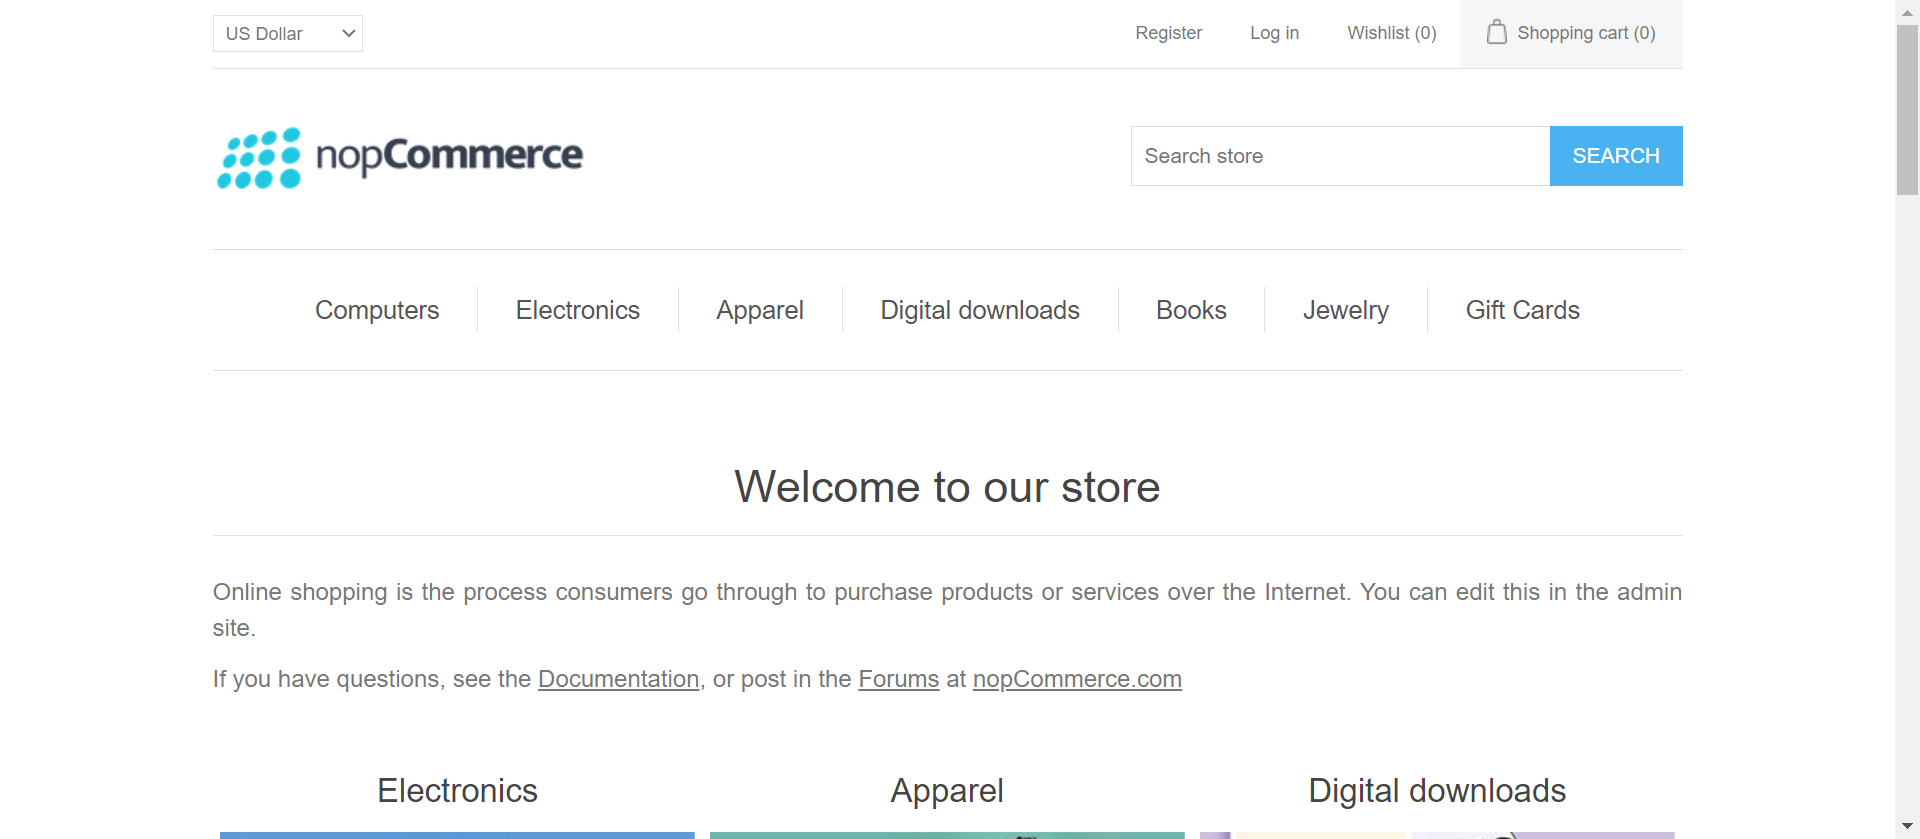 US Dollar
Register
Log in
Wishlist (0)
Shopping cart (0)
nopCommerce
Search store
SEARCH
Computers
Electronics
Apparel
Digital downloads
Books
Jewelry
Gift Cards
Welcome to our store
Online shopping is the process consumers go through to purchase products or services over the Internet. You can edit this in the admin
site.
If you have questions, see the Documentation, or post in the Forums at nopCommerce.com
Electronics
Apparel
Digital downloads